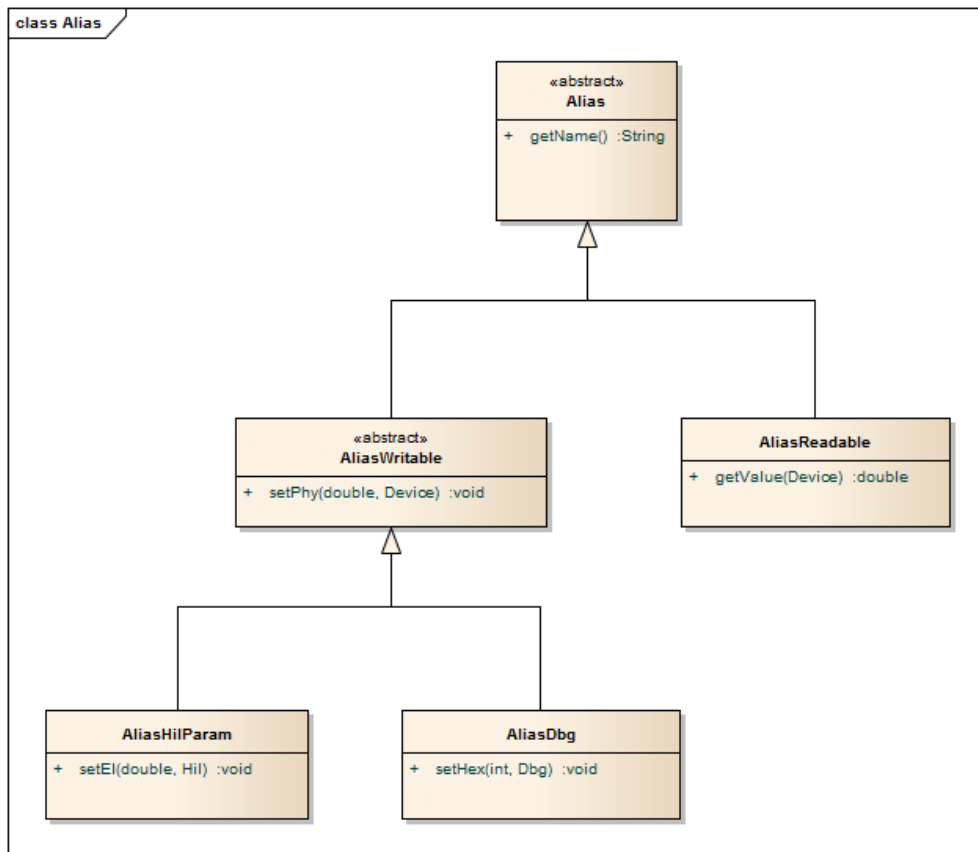 class Alias
«abstract»
Alias
+ getName() :String
«abstract»
AliasWritable
+ setPhy(double, Device) :void
AliasReadable
+ getValue(Device) :double
AliasHilParam
+ setEl(double, Hil) :void
AliasDbg
+ setHex(int, Dbg) :void